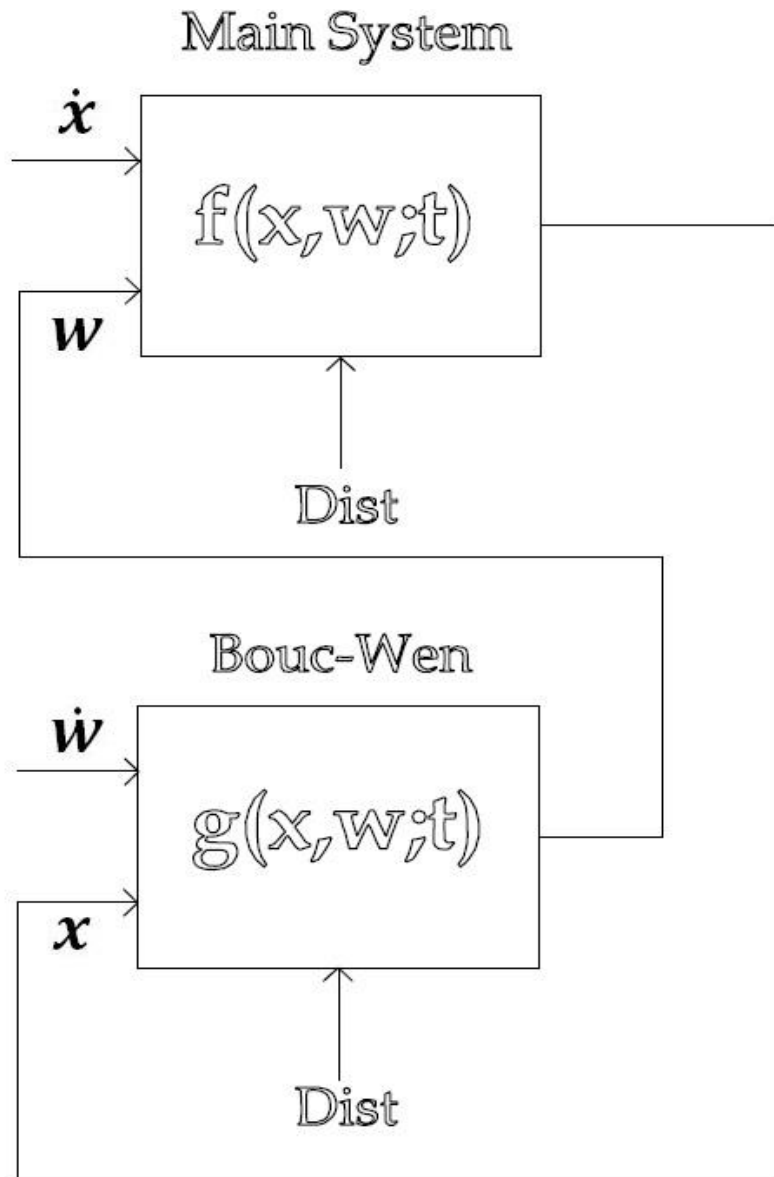 Main System
ẋ
f(x,w;t)
w
Dist
Bouc-Wen
ẇ
g(x,w;t)
x
Dist